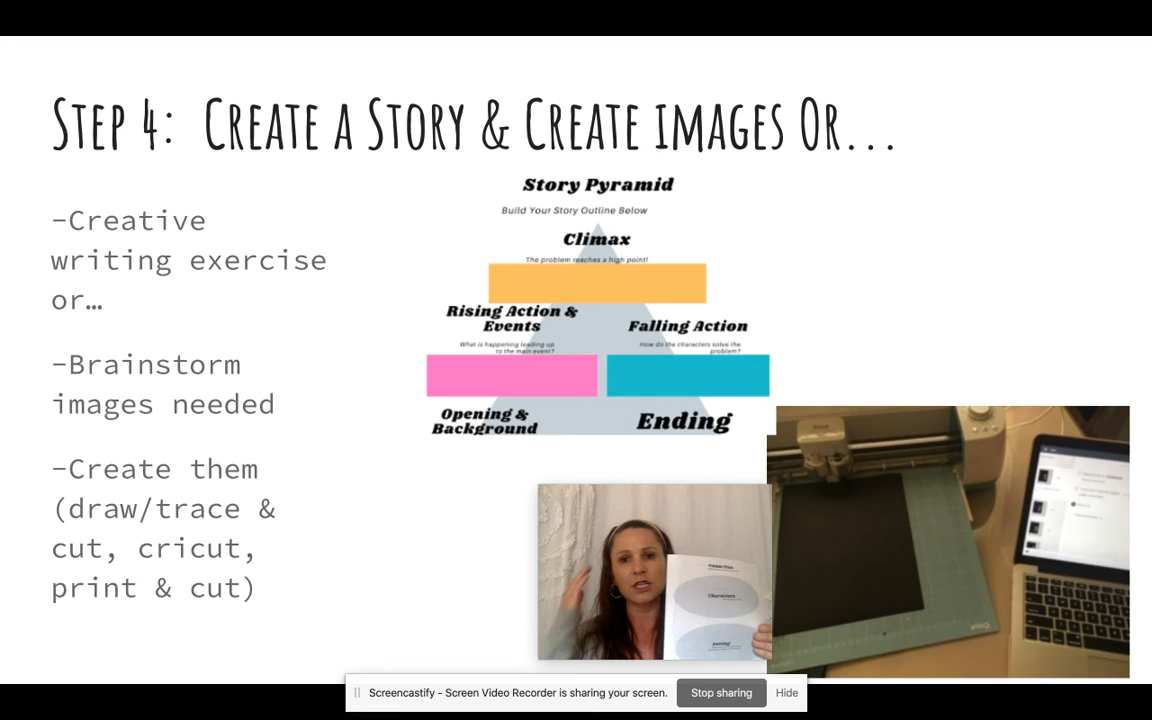 Step 4: Create a Story & Create images Or...
-Creative
writing exercise
or…
-Brainstorm
images needed
-Create them
(draw/trace &
cut, cricut,
print & cut)
Story Pyramid
Build Your Story Outline Below
Climax
The problem reaches a high point!
Rising Action &
Events
What is happening leading up
to the main event?
Falling Action
How do the characters solve the
problem?
Opening &
Background
Ending
Characters
Setting
cricut
Screencastify - Screen Video Recorder is sharing your screen.
Stop sharing
Hide